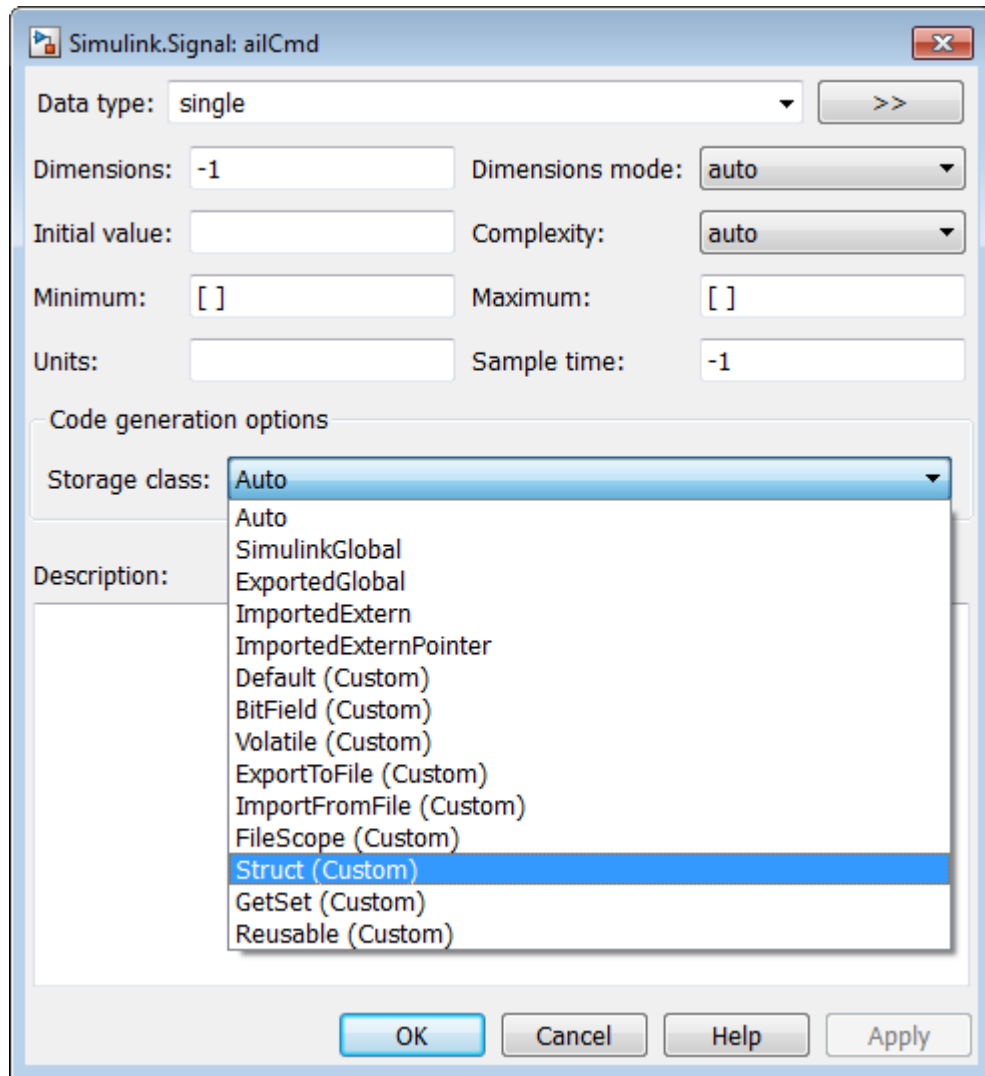 Simulink.Signal: ailCmd
Data type: single >>
Dimensions: -1 Dimensions mode: auto
Initial value: Complexity: auto
Minimum: [ ] Maximum: [ ]
Units: Sample time: -1
Code generation options
Storage class: Auto
Auto
SimulinkGlobal
ExportedGlobal
Description:
ImportedExtern
ImportedExternPointer
Default (Custom)
BitField (Custom)
Volatile (Custom)
ExportToFile (Custom)
ImportFromFile (Custom)
FileScope (Custom)
Struct (Custom)
GetSet (Custom)
Reusable (Custom)
OK Cancel Help Apply